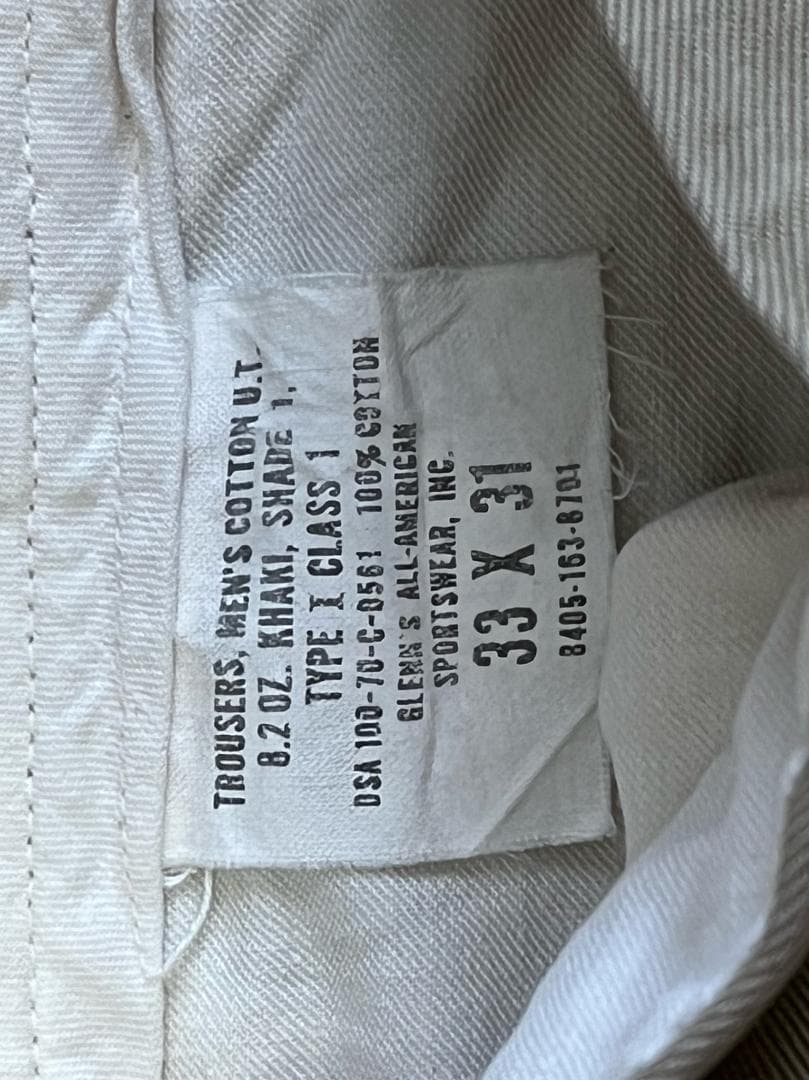 TROUSERS, MEN'S COTTON U.T.
8.2 OZ. KHAKI, SHADE 1,
TYPE I CLASS 1
DSA 100-70-C-0561 100% COTTON
GLENN'S ALL-AMERICAN
SPORTSWEAR, INC.
33 X 31
8405-163-8701